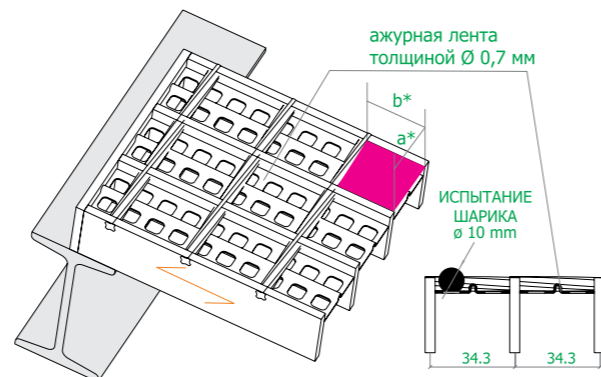 ажурная лента
толщиной Ø 0,7 мм
b*
a*
ИСПЫТАНИЕ
ШАРИКА
ø 10 mm
34.3 34.3